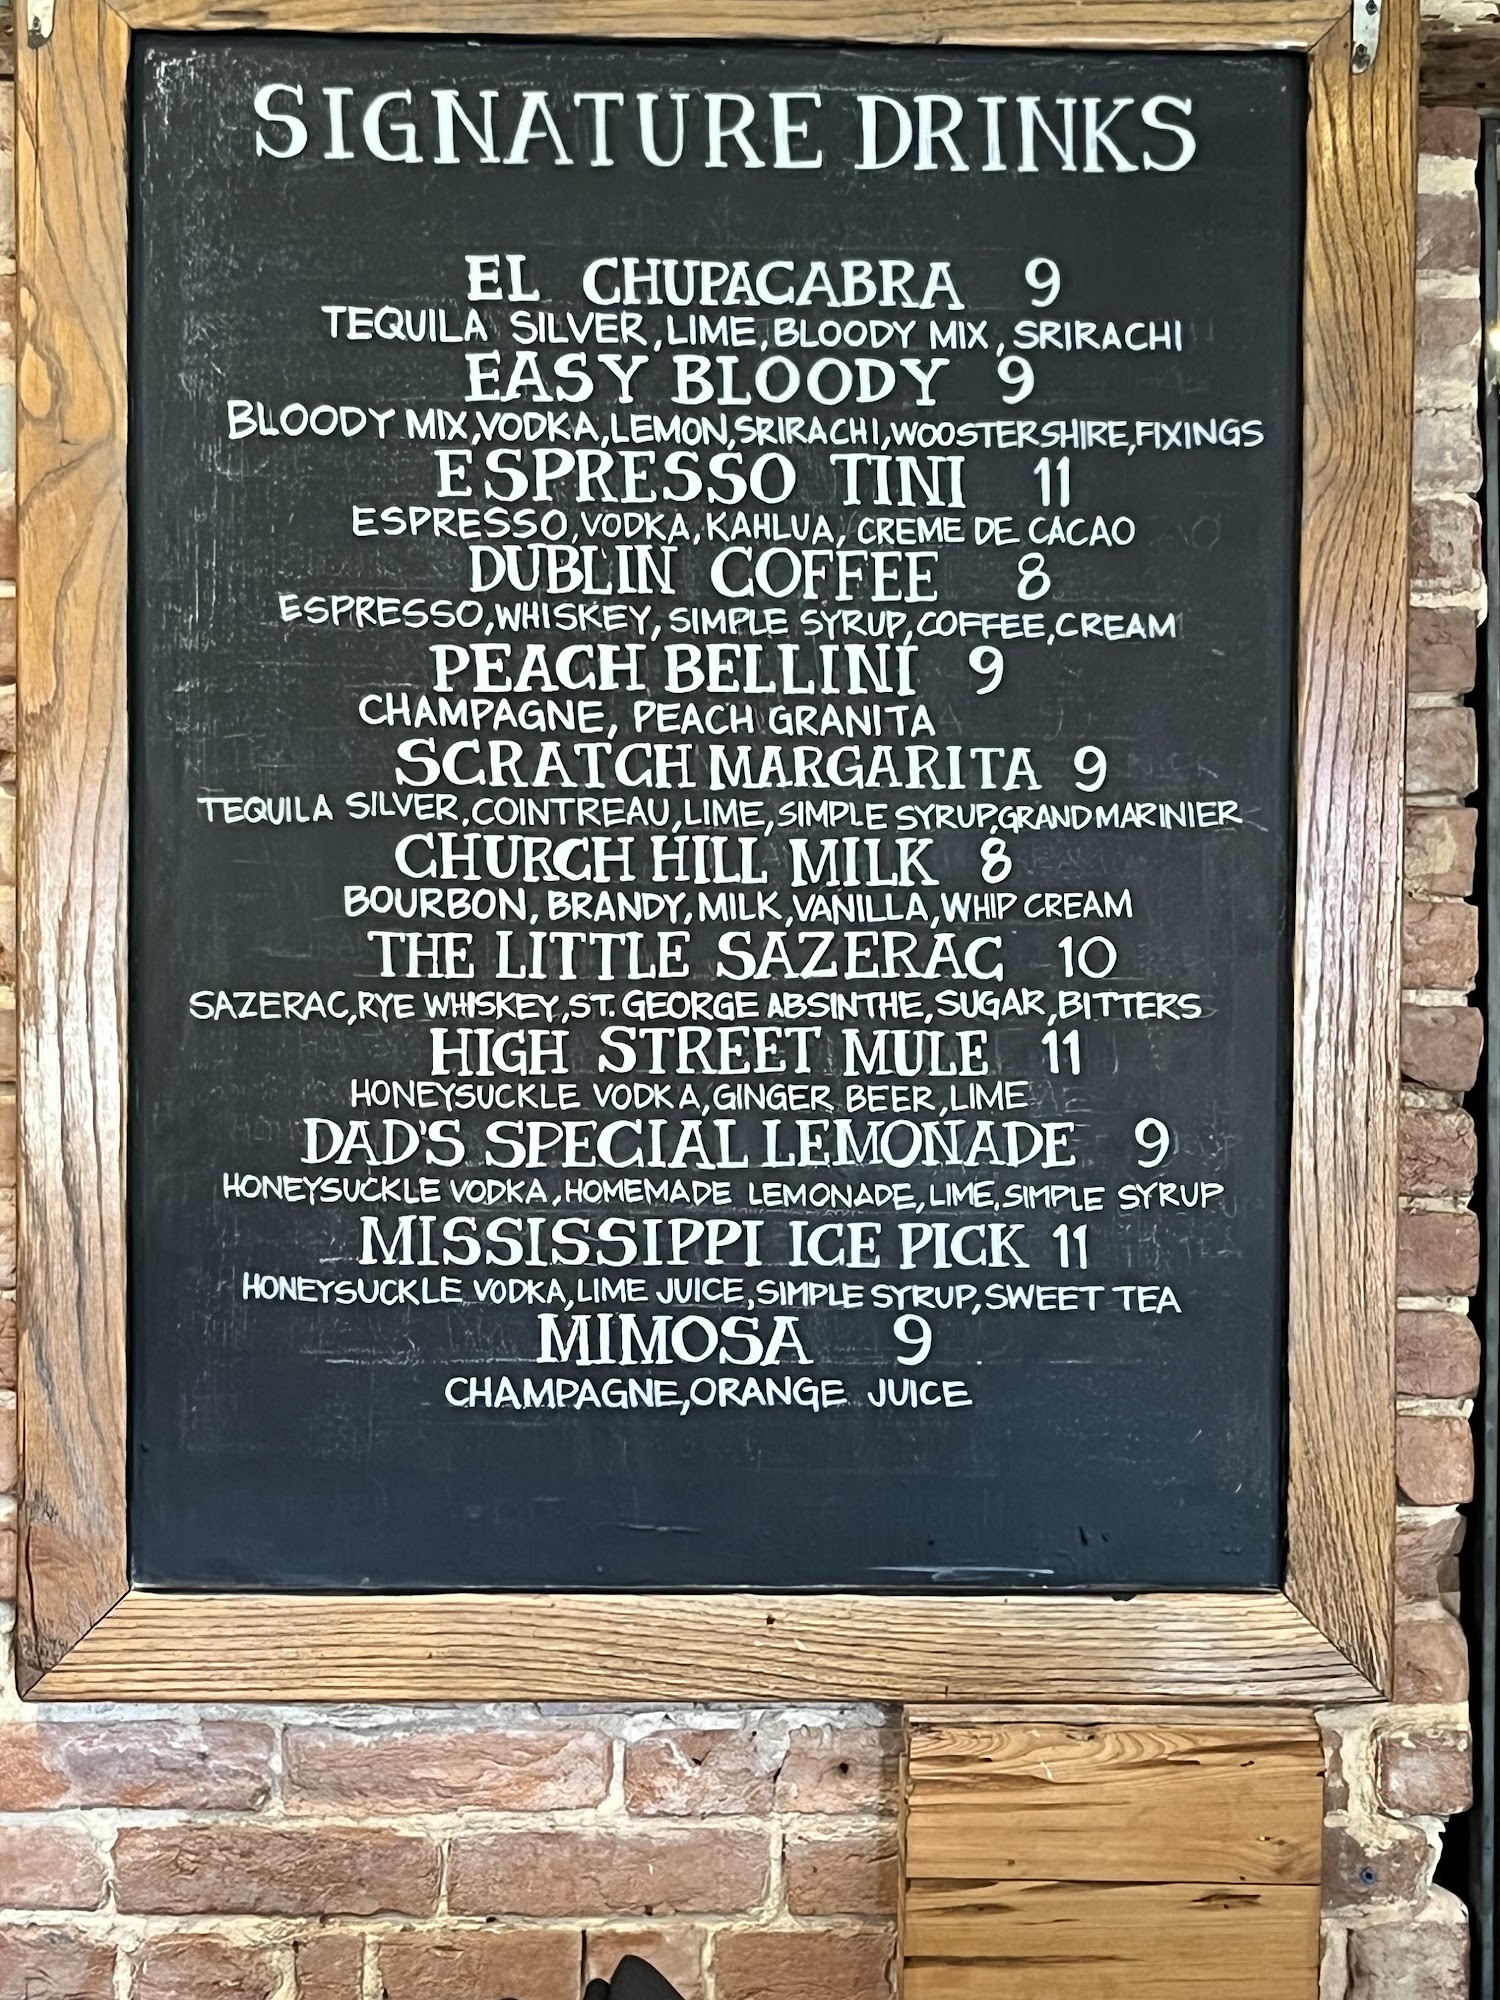 SIGNATURE DRINKS
EL CHUPACABRA 9
TEQUILA SILVER, LIME, BLOODY MIX, SRIRACHI
EASY BLOODY 9
BLOODY MIX, VODKA, LEMON, SRIRACHI, WOOSTERSHIRE, FIXINGS
ESPRESSO TINI 11
ESPRESSO, VODKA, KAHLUA, CREME DE CACAO
DUBLIN COFFEE 8
ESPRESSO, WHISKEY, SIMPLE SYRUP, COFFEE, CREAM
PEACH BELLINI 9
CHAMPAGNE, PEACH GRANITA
SCRATCH MARGARITA 9
TEQUILA SILVER, COINTREAU, LIME, SIMPLE SYRUP, GRAND MARINIER
CHURCH HILL MILK 8
BOURBON, BRANDY, MILK, VANILLA, WHIP CREAM
THE LITTLE SAZERAC 10
SAZERAC, RYE WHISKEY, ST. GEORGE ABSINTHE, SUGAR, BITTERS
HIGH STREET MULE 11
HONEYSUCKLE VODKA, GINGER BEER, LIME
DAD'S SPECIAL LEMONADE 9
HONEYSUCKLE VODKA, HOMEMADE LEMONADE, LIME, SIMPLE SYRUP
MISSISSIPPI ICE PICK 11
HONEYSUCKLE VODKA, LIME JUICE, SIMPLE SYRUP, SWEET TEA
MIMOSA 9
CHAMPAGNE, ORANGE JUICE